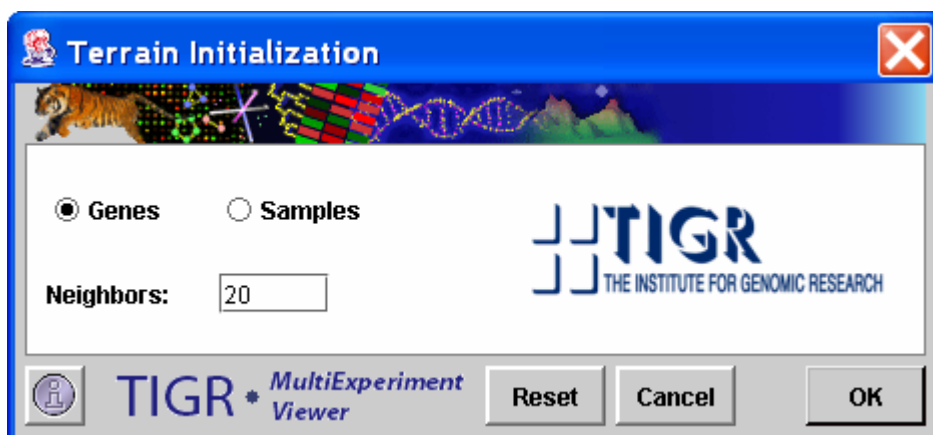 Terrain Initialization
Genes Samples
TIGR
THE INSTITUTE FOR GENOMIC RESEARCH
Neighbors: 20
TIGR MultiExperiment Viewer
Reset Cancel OK